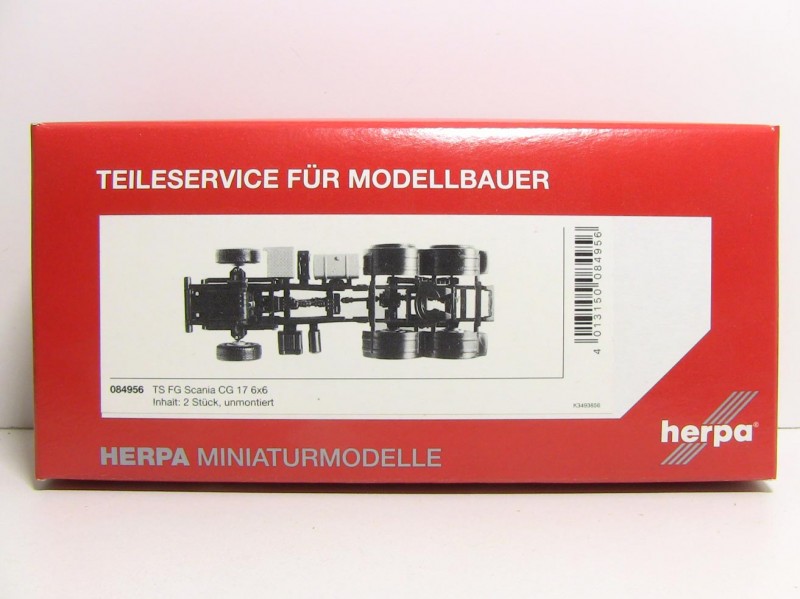 TEILESERVICE FÜR MODELLBAUER
4 013150 084956
084956 TS FG Scania CG 17 6x6
Inhalt: 2 Stück, unmontiert
herpa®
HERPA MINIATURMODELLE